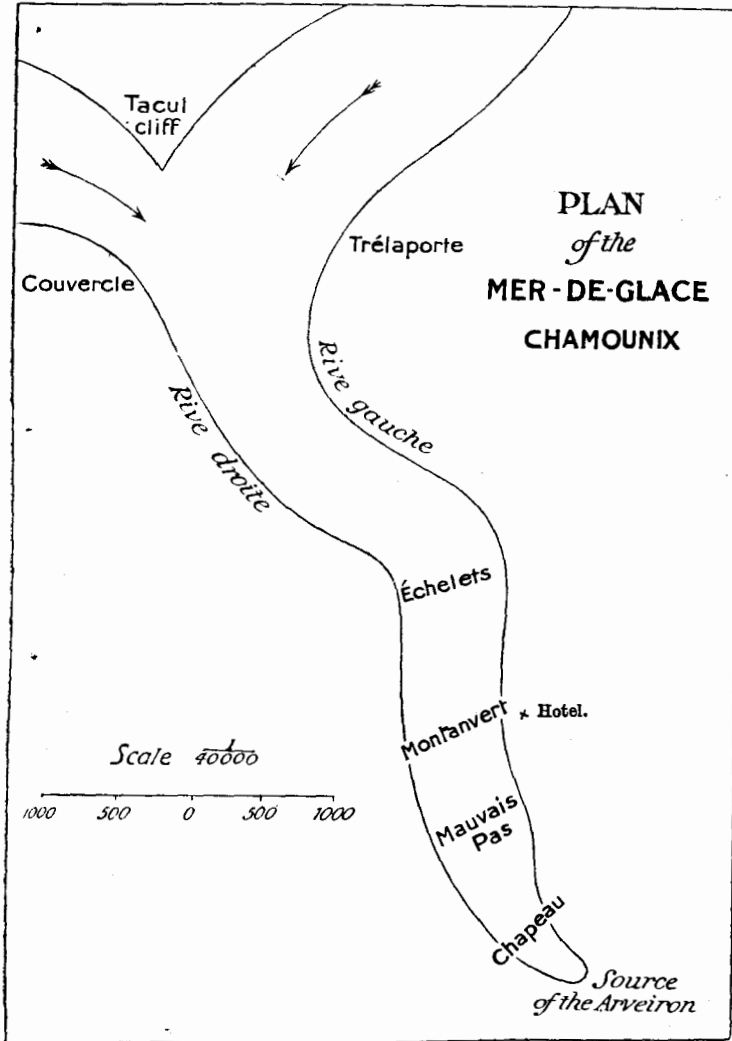 Tacul
cliff
PLAN
of the
MER-DE-GLACE
CHAMOUNIX
Trélaporte
Couvercle
Rive gauche
Rive droite
Échelets
Montanvert
× Hotel.
Scale 1/40000
1000 500 0 500 1000
Mauvais
Pas
Chapeau
Source
of the Arveiron